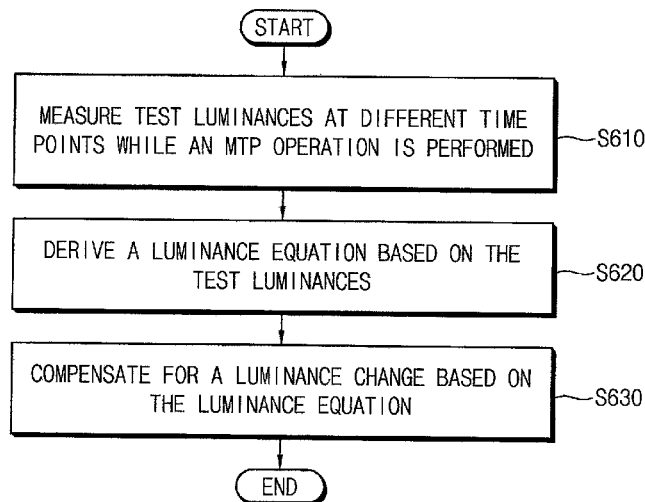 START
MEASURE TEST LUMINANCES AT DIFFERENT TIME
POINTS WHILE AN MTP OPERATION IS PERFORMED
S610
DERIVE A LUMINANCE EQUATION BASED ON THE
TEST LUMINANCES
S620
COMPENSATE FOR A LUMINANCE CHANGE BASED ON
THE LUMINANCE EQUATION
S630
END